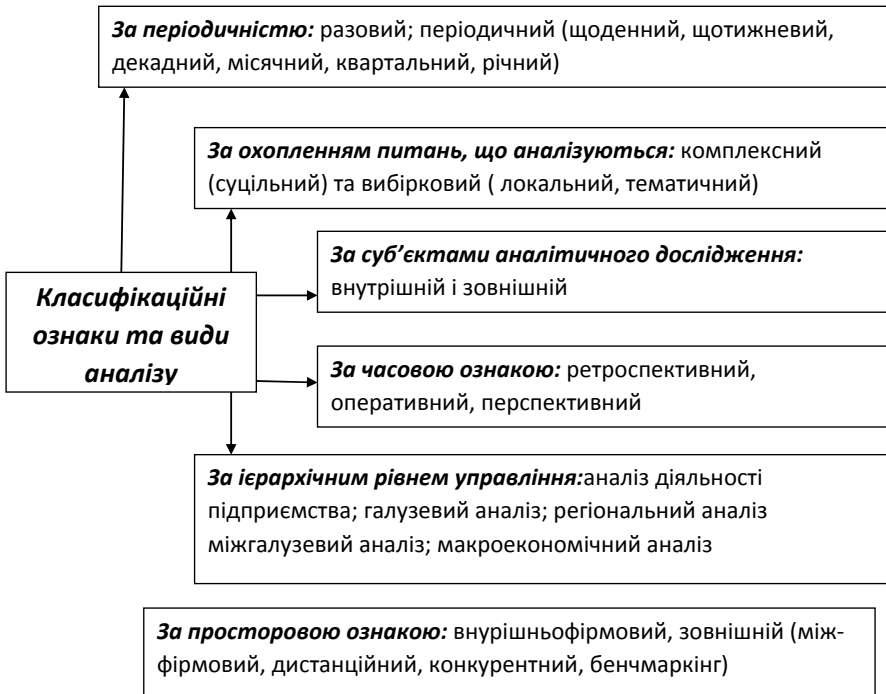 За періодичністю: разовий; періодичний (щоденний, щотижневий,
декадний, місячний, квартальний, річний)
За охопленням питань, що аналізуються: комплексний
(суцільний) та вибірковий ( локальний, тематичний)
За суб’єктами аналітичного дослідження:
внутрішній і зовнішній
Класифікаційні
ознаки та види
аналізу
За часовою ознакою: ретроспективний,
оперативний, перспективний
За ієрархічним рівнем управління:аналіз діяльності
підприємства; галузевий аналіз; регіональний аналіз
міжгалузевий аналіз; макроекономічний аналіз
За просторовою ознакою: внурішньофірмовий, зовнішній (між-
фірмовий, дистанційний, конкурентний, бенчмаркінг)